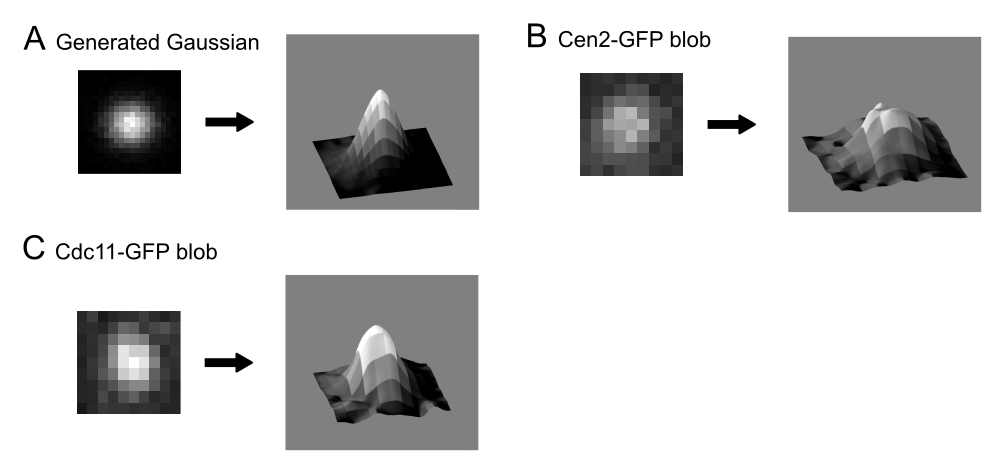 A Generated Gaussian
B Cen2-GFP blob
C Cdc11-GFP blob